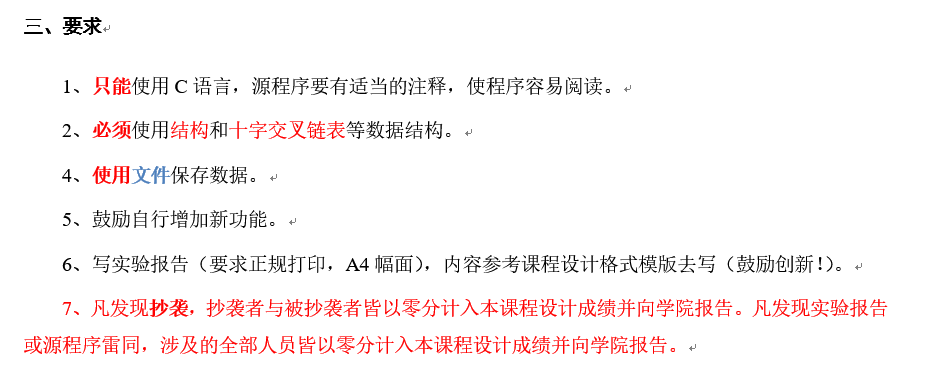 三、要求
1、只能使用 C 语言，源程序要有适当的注释，使程序容易阅读。
2、必须使用结构和十字交叉链表等数据结构。
4、使用文件保存数据。
5、鼓励自行增加新功能。
6、写实验报告（要求正规打印，A4 幅面），内容参考课程设计格式模版去写（鼓励创新！）。
7、凡发现抄袭，抄袭者与被抄袭者皆以零分计入本课程设计成绩并向学院报告。凡发现实验报告
或源程序雷同，涉及的全部人员皆以零分计入本课程设计成绩并向学院报告。